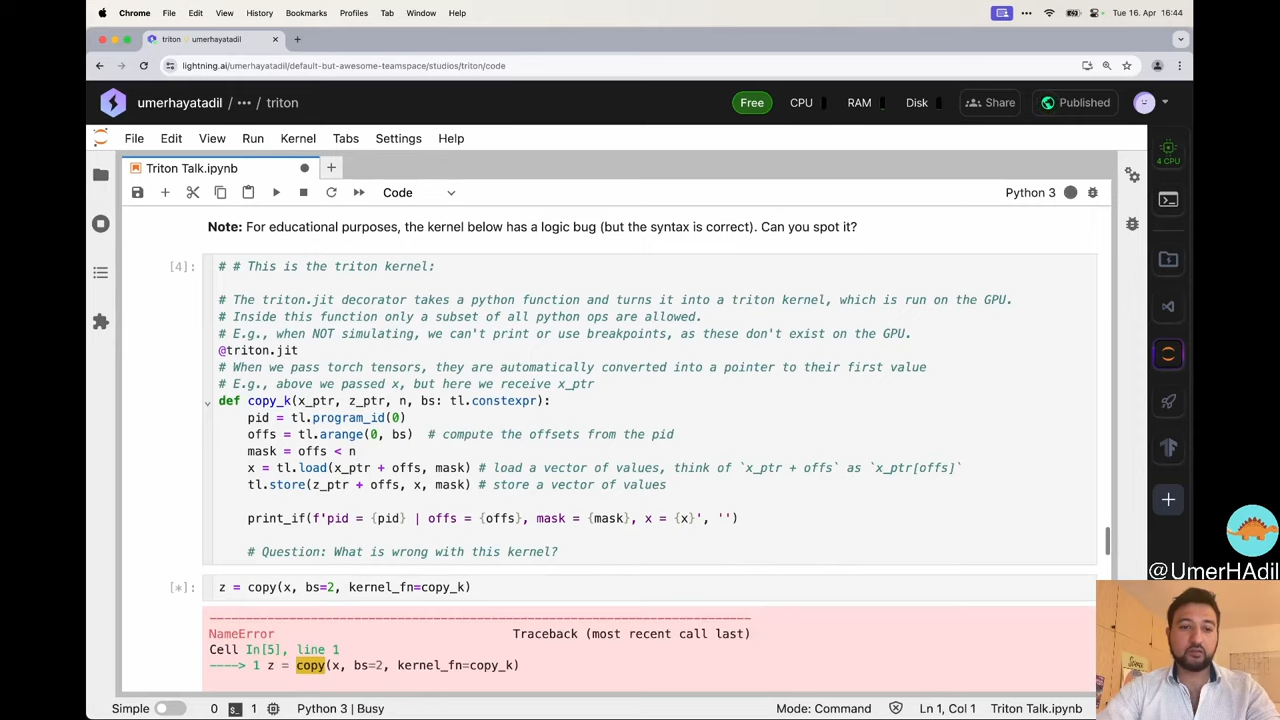 Chrome File Edit View History Bookmarks Profiles Tab Window Help Tue 16. Apr 16:44
triton umerhayatadil
lightning.ai/umerhayatadil/default-but-awesome-teamspace/studios/triton/code
umerhayatadil / ··· / triton Free CPU RAM Disk Share Published
File Edit View Run Kernel Tabs Settings Help
4 CPU
Triton Talk.ipynb
Code Python 3
Note: For educational purposes, the kernel below has a logic bug (but the syntax is correct). Can you spot it?
[4]: # # This is the triton kernel:
# The triton.jit decorator takes a python function and turns it into a triton kernel, which is run on the GPU.
# Inside this function only a subset of all python ops are allowed.
# E.g., when NOT simulating, we can't print or use breakpoints, as these don't exist on the GPU.
@triton.jit
# When we pass torch tensors, they are automatically converted into a pointer to their first value
# E.g., above we passed x, but here we receive x_ptr
def copy_k(x_ptr, z_ptr, n, bs: tl.constexpr):
pid = tl.program_id(0)
offs = tl.arange(0, bs) # compute the offsets from the pid
mask = offs < n
x = tl.load(x_ptr + offs, mask) # load a vector of values, think of `x_ptr + offs` as `x_ptr[offs]`
tl.store(z_ptr + offs, x, mask) # store a vector of values
print_if(f'pid = {pid} | offs = {offs}, mask = {mask}, x = {x}', '')
# Question: What is wrong with this kernel?
[*]: z = copy(x, bs=2, kernel_fn=copy_k)
NameError Traceback (most recent call last)
Cell In[5], line 1
----> 1 z = copy(x, bs=2, kernel_fn=copy_k)
@UmerHAdil
Simple 0 1 Python 3 | Busy Mode: Command Ln 1, Col 1 Triton Talk.ipynb